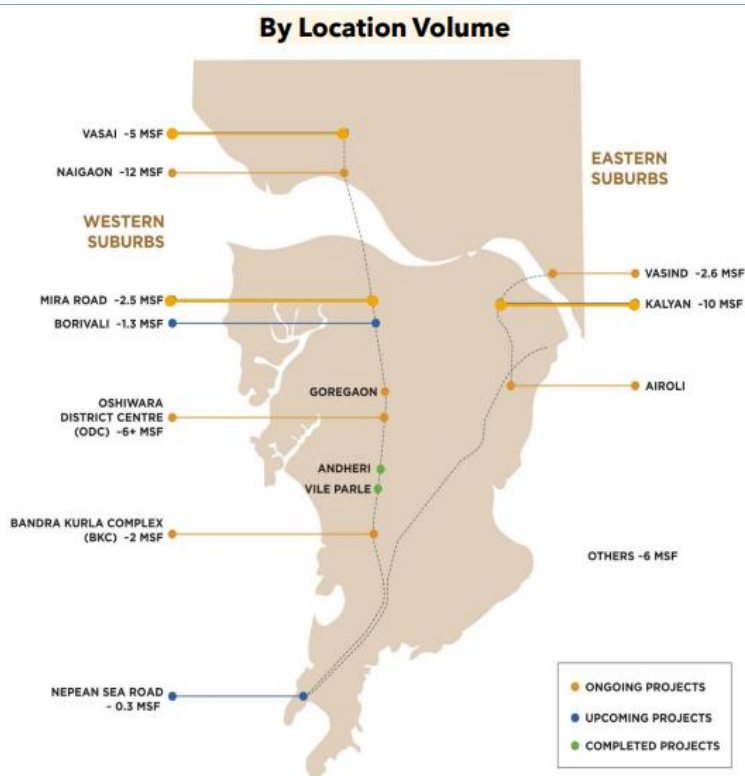 By Location Volume
VASAI ~5 MSF
NAIGAON ~12 MSF
EASTERN
SUBURBS
WESTERN
SUBURBS
VASIND ~2.6 MSF
MIRA ROAD ~2.5 MSF
KALYAN ~10 MSF
BORIVALI ~1.3 MSF
GOREGAON
AIROLI
OSHIWARA
DISTRICT CENTRE
(ODC) ~6+ MSF
ANDHERI
VILE PARLE
BANDRA KURLA COMPLEX
(BKC) ~2 MSF
OTHERS ~6 MSF
NEPEAN SEA ROAD
~ 0.3 MSF
ONGOING PROJECTS
UPCOMING PROJECTS
COMPLETED PROJECTS